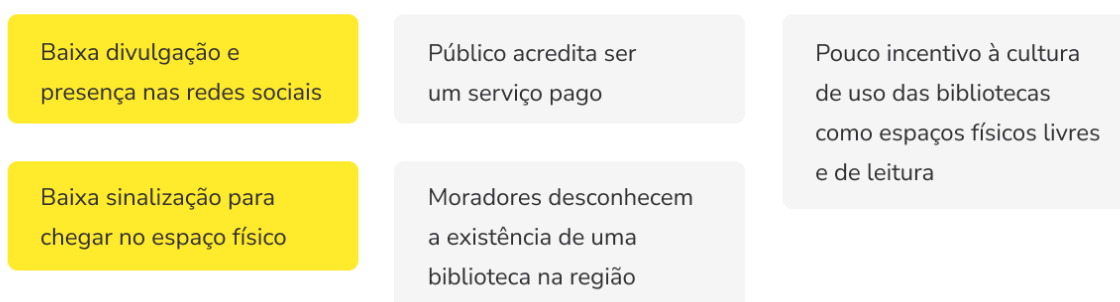 Baixa divulgação e
presença nas redes sociais
Baixa sinalização para
chegar no espaço físico
Público acredita ser
um serviço pago
Moradores desconhecem
a existência de uma
biblioteca na região
Pouco incentivo à cultura
de uso das bibliotecas
como espaços físicos livres
e de leitura